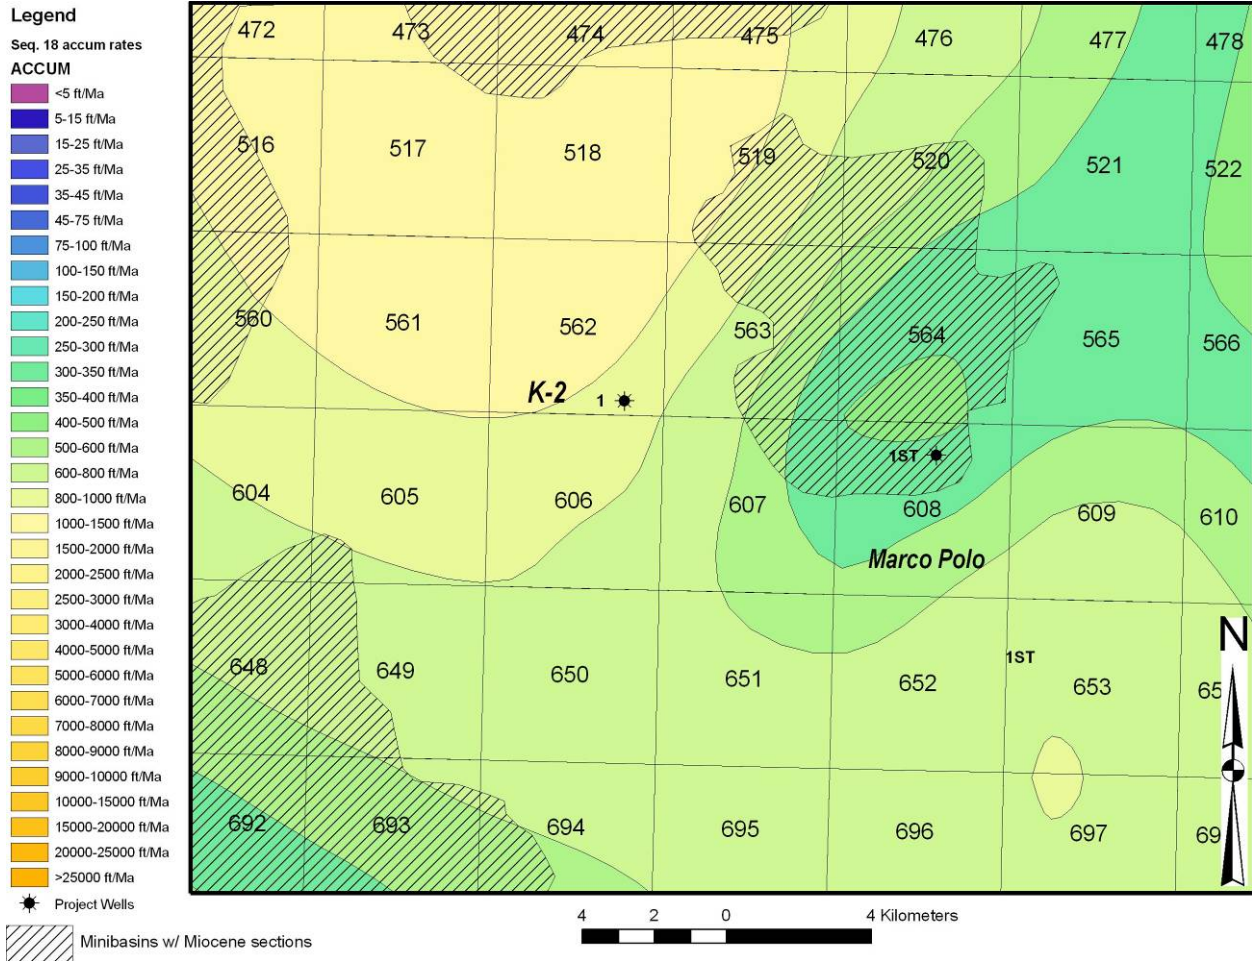 Legend
Seq. 18 accum rates
ACCUM
<5 ft/Ma
5-15 ft/Ma
15-25 ft/Ma
25-35 ft/Ma
35-45 ft/Ma
45-75 ft/Ma
75-100 ft/Ma
100-150 ft/Ma
150-200 ft/Ma
200-250 ft/Ma
250-300 ft/Ma
300-350 ft/Ma
350-400 ft/Ma
400-500 ft/Ma
500-600 ft/Ma
600-800 ft/Ma
800-1000 ft/Ma
1000-1500 ft/Ma
1500-2000 ft/Ma
2000-2500 ft/Ma
2500-3000 ft/Ma
3000-4000 ft/Ma
4000-5000 ft/Ma
5000-6000 ft/Ma
6000-7000 ft/Ma
7000-8000 ft/Ma
8000-9000 ft/Ma
9000-10000 ft/Ma
10000-15000 ft/Ma
15000-20000 ft/Ma
20000-25000 ft/Ma
>25000 ft/Ma
Project Wells
Minibasins w/ Miocene sections
472 473 474 475 476 477 478
516 517 518 519 520 521 522
560 561 562 563 564 565 566
K-2 1
1ST
604 605 606 607 608 609 610
Marco Polo
1ST
N
648 649 650 651 652 653 65
692 693 694 695 696 697 69
4 2 0 4 Kilometers